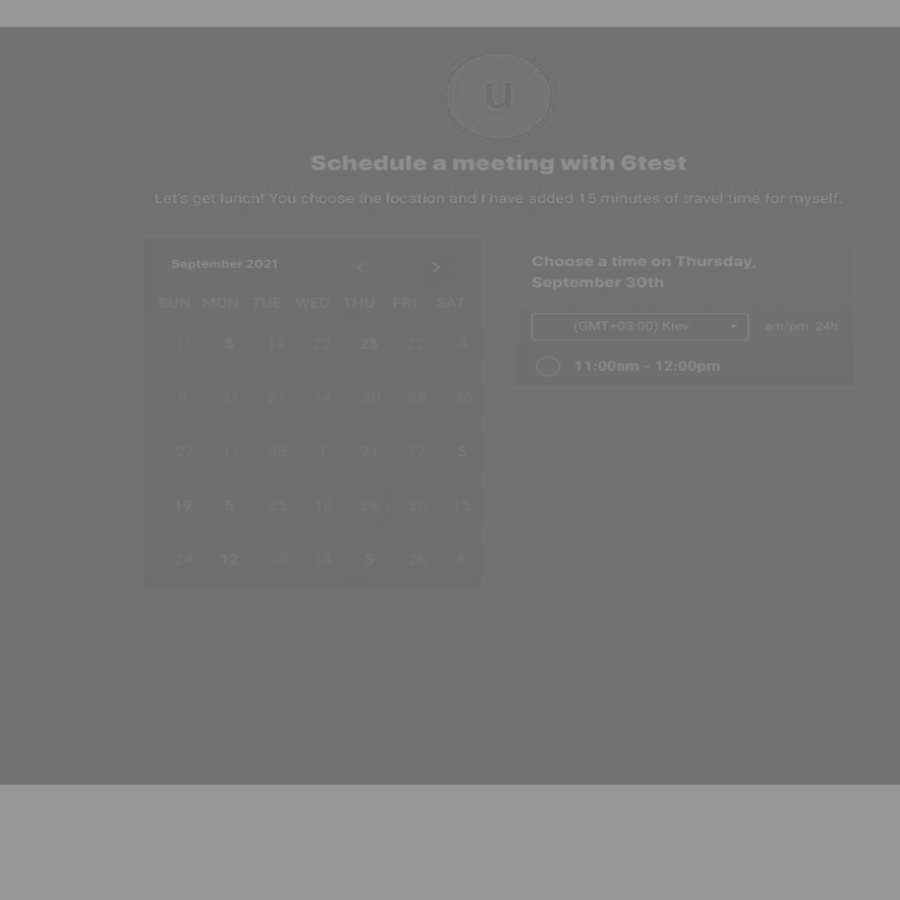 u
Schedule a meeting with 6test
Let's get lunch! You choose the location and I have added 15 minutes of travel time for myself.
September 2021 < >
SUN MON TUE WED THU FRI SAT
11 5 14 22 28 22 4
9 21 21 14 20 25 26
27 11 25 1 21 17 5
19 5 25 10 29 20 15
24 12 20 14 5 26 6
Choose a time on Thursday,
September 30th
(GMT+03:00) Kiev am/pm 24h
11:00am - 12:00pm